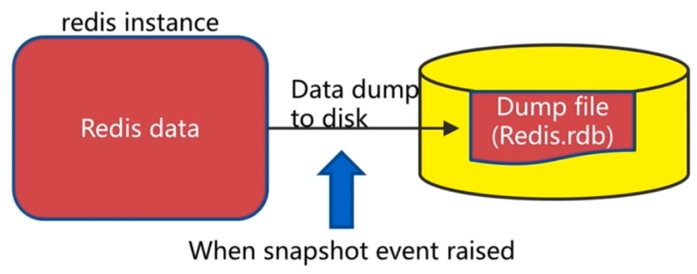 redis instance
Redis data
Data dump
to disk
Dump file
(Redis.rdb)
When snapshot event raised